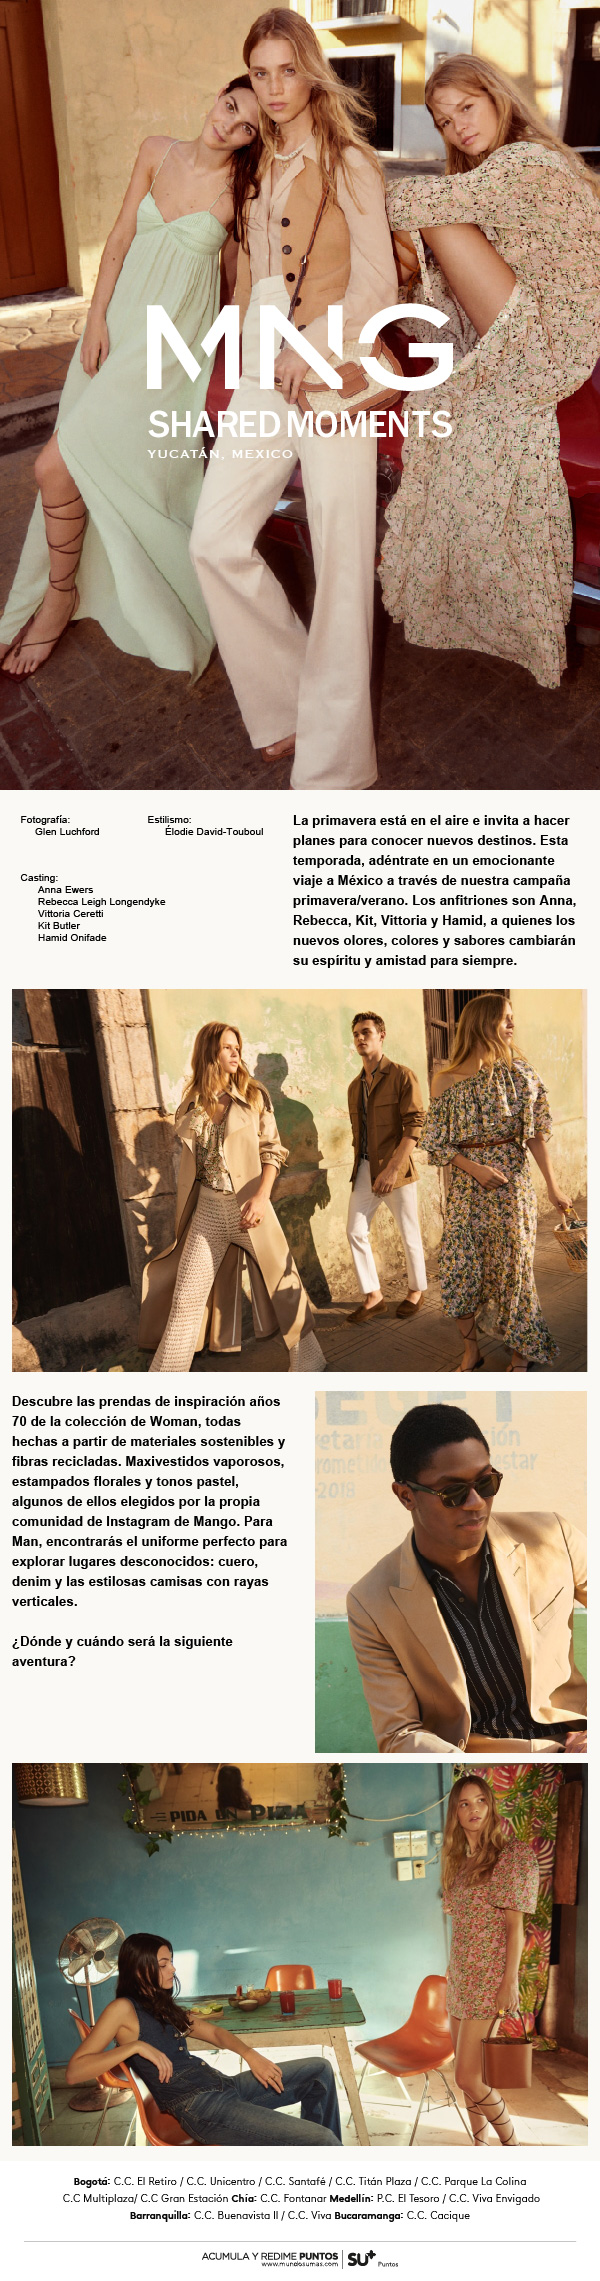 MNG
SHARED MOMENTS
YUCATÁN, MEXICO
Fotografía:
Glen Luchford
Estilismo:
Élodie David-Touboul
Casting:
Anna Ewers
Rebecca Leigh Longendyke
Vittoria Ceretti
Kit Butler
Hamid Onifade
La primavera está en el aire e invita a hacer
planes para conocer nuevos destinos. Esta
temporada, adéntrate en un emocionante
viaje a México a través de nuestra campaña
primavera/verano. Los anfitriones son Anna,
Rebecca, Kit, Vittoria y Hamid, a quienes los
nuevos olores, colores y sabores cambiarán
su espíritu y amistad para siempre.
Descubre las prendas de inspiración años
70 de la colección de Woman, todas
hechas a partir de materiales sostenibles y
fibras recicladas. Maxivestidos vaporosos,
estampados florales y tonos pastel,
algunos de ellos elegidos por la propia
comunidad de Instagram de Mango. Para
Man, encontrarás el uniforme perfecto para
explorar lugares desconocidos: cuero,
denim y las estilosas camisas con rayas
verticales.
¿Dónde y cuándo será la siguiente
aventura?
-2018
PIDA UN PIZA
Bogotá: C.C. El Retiro / C.C. Unicentro / C.C. Santafé / C.C. Titán Plaza / C.C. Parque La Colina
C.C Multiplaza/ C.C Gran Estación Chía: C.C. Fontanar Medellín: P.C. El Tesoro / C.C. Viva Envigado
Barranquilla: C.C. Buenavista II / C.C. Viva Bucaramanga: C.C. Cacique
ACUMULA Y REDIME PUNTOS
www.mundosumas.com
SU+
Puntos